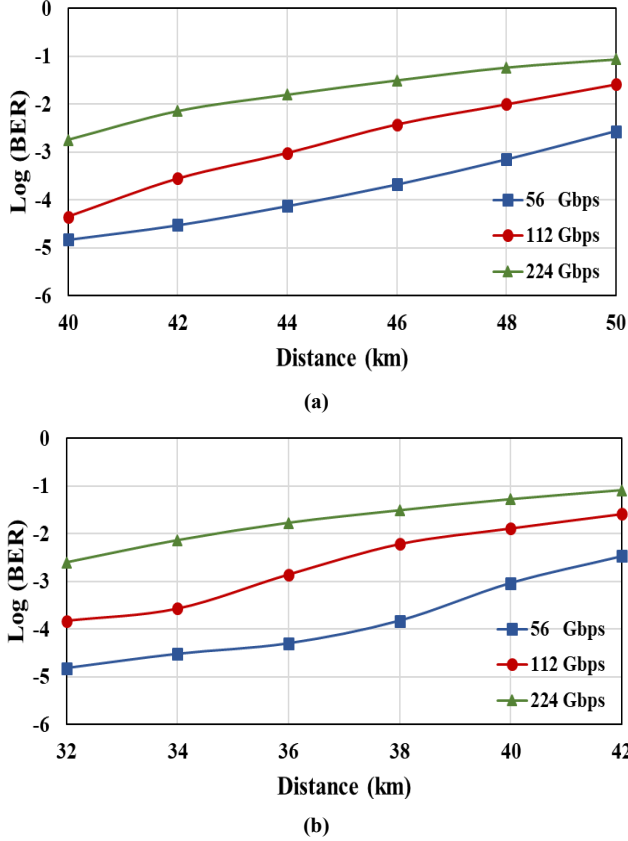 0
-1
-2
-3
-4
-5
-6
Log (BER)
56 Gbps
112 Gbps
224 Gbps
40 42 44 46 48 50
Distance (km)
(a)
0
-1
-2
-3
-4
-5
-6
Log (BER)
56 Gbps
112 Gbps
224 Gbps
32 34 36 38 40 42
Distance (km)
(b)